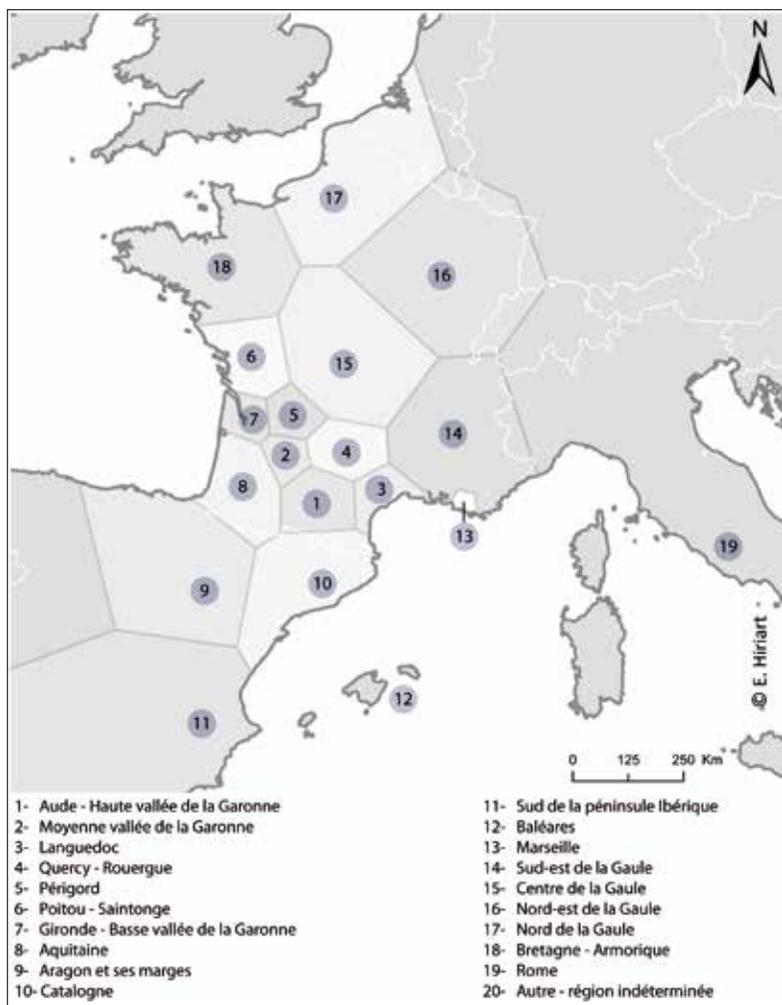 N
17
18
16
6
15
7
5
14
2
4
8
1
3
13
19
9
10
12
11
© E. Hiriart
0 125 250 Km
1- Aude - Haute vallée de la Garonne
2- Moyenne vallée de la Garonne
3- Languedoc
4- Quercy - Rouergue
5- Périgord
6- Poitou - Saintonge
7- Gironde - Basse vallée de la Garonne
8- Aquitaine
9- Aragon et ses marges
10- Catalogne
11- Sud de la péninsule Ibérique
12- Baléares
13- Marseille
14- Sud-est de la Gaule
15- Centre de la Gaule
16- Nord-est de la Gaule
17- Nord de la Gaule
18- Bretagne - Armorique
19- Rome
20- Autre - région indéterminée